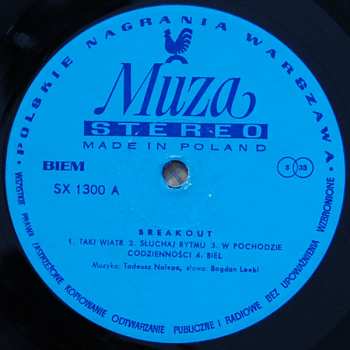 • POLSKIE NAGRANIA WARSZAWA •
Muza
STEREO
MADE IN POLAND
BIEM
S 33
SX 1300 A
BREAKOUT
1. TAKI WIATR 2. SŁUCHAJ RYTMU 3. W POCHODZIE
CODZIENNOŚCI 4. BIEL
Muzyka: Tadeusz Nalepa, słowa: Bogdan Loebl
WSZYSTKIE PRAWA ZASTRZEŻONE KOPIOWANIE ODTWARZANIE PUBLICZNE I RADIOWE BEZ UPOWAŻNIENIA WZBRONIONE